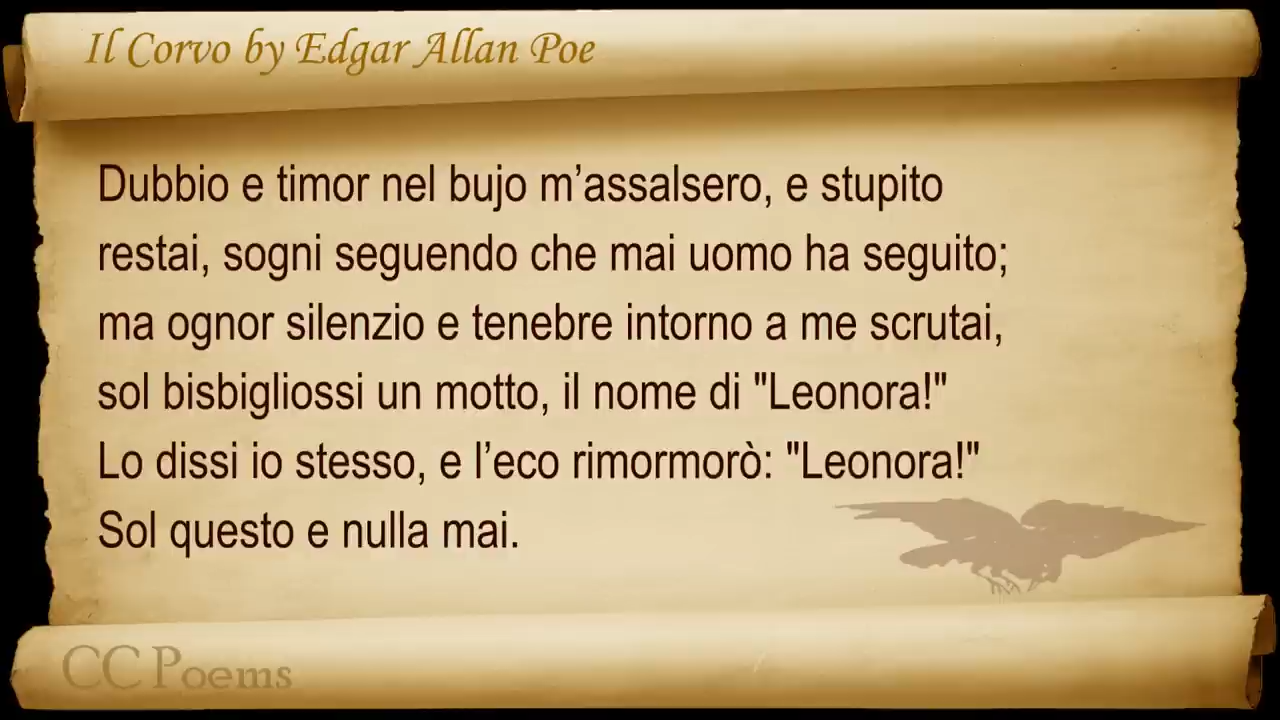 Il Corvo by Edgar Allan Poe
Dubbio e timor nel bujo m’assalsero, e stupito
restai, sogni seguendo che mai uomo ha seguito;
ma ognor silenzio e tenebre intorno a me scrutai,
sol bisbigliossi un motto, il nome di "Leonora!"
Lo dissi io stesso, e l’eco rimormorò: "Leonora!"
Sol questo e nulla mai.
CC Poems